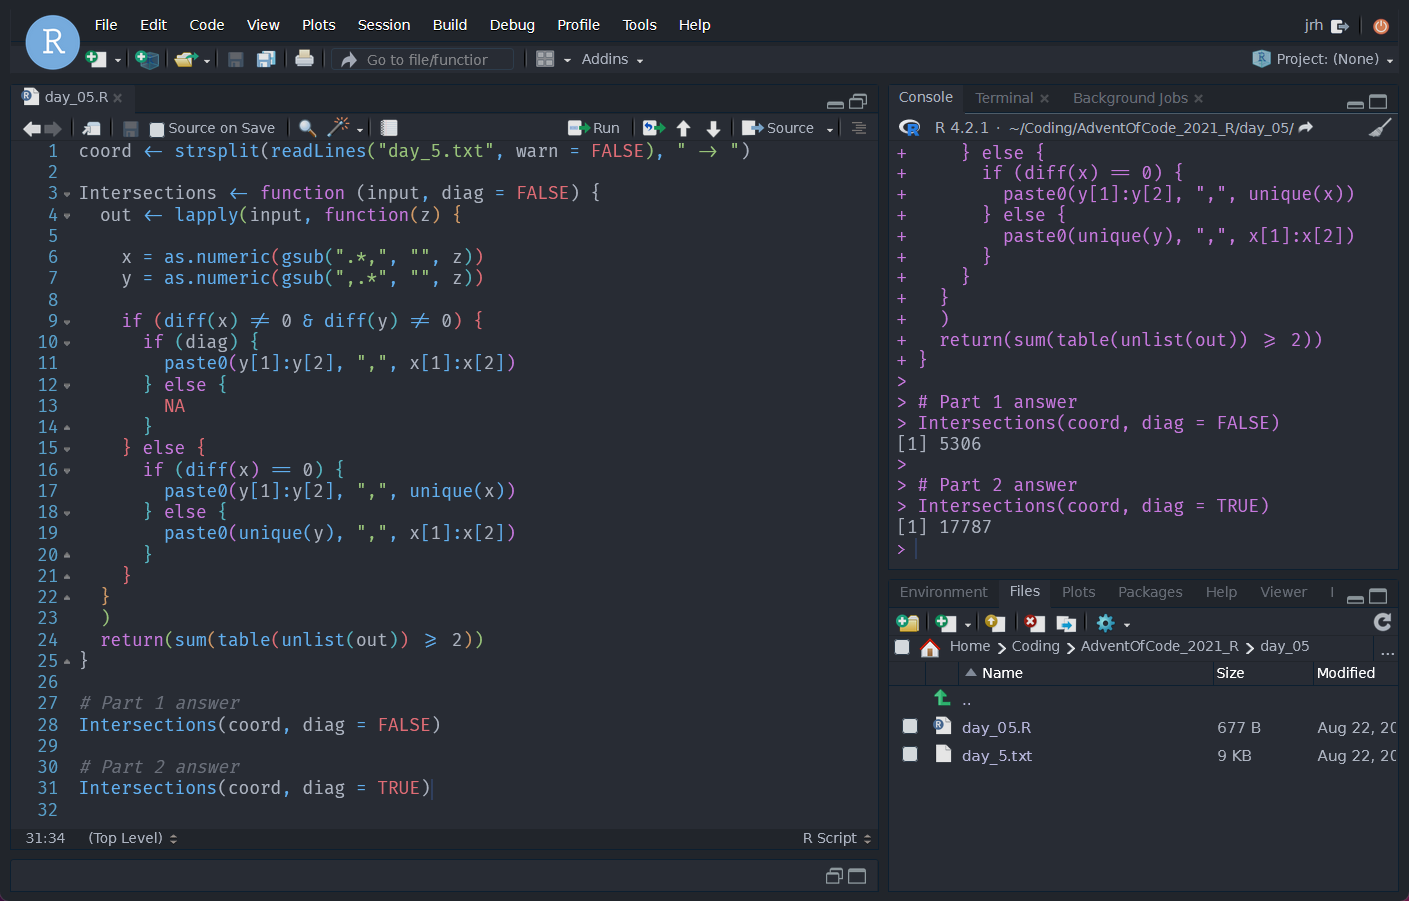 R
File Edit Code View Plots Session Build Debug Profile Tools Help
jrh
Go to file/function
Addins
Project: (None)
day_05.R
Source on Save
Run
Source
1 coord <- strsplit(readLines("day_5.txt", warn = FALSE), " -> ")
2
3 Intersections <- function (input, diag = FALSE) {
4 out <- lapply(input, function(z) {
5
6 x = as.numeric(gsub(".*,", "", z))
7 y = as.numeric(gsub(",.*", "", z))
8
9 if (diff(x) != 0 & diff(y) != 0) {
10 if (diag) {
11 paste0(y[1]:y[2], ",", x[1]:x[2])
12 } else {
13 NA
14 }
15 } else {
16 if (diff(x) == 0) {
17 paste0(y[1]:y[2], ",", unique(x))
18 } else {
19 paste0(unique(y), ",", x[1]:x[2])
20 }
21 }
22 }
23 )
24 return(sum(table(unlist(out)) >= 2))
25 }
26
27 # Part 1 answer
28 Intersections(coord, diag = FALSE)
29
30 # Part 2 answer
31 Intersections(coord, diag = TRUE)
32
31:34 (Top Level)
R Script
Console Terminal Background Jobs
R 4.2.1 · ~/Coding/AdventOfCode_2021_R/day_05/
+ } else {
+ if (diff(x) == 0) {
+ paste0(y[1]:y[2], ",", unique(x))
+ } else {
+ paste0(unique(y), ",", x[1]:x[2])
+ }
+ }
+ }
+ )
+ return(sum(table(unlist(out)) >= 2))
+ }
>
> # Part 1 answer
> Intersections(coord, diag = FALSE)
[1] 5306
>
> # Part 2 answer
> Intersections(coord, diag = TRUE)
[1] 17787
>
Environment Files Plots Packages Help Viewer
Home Coding AdventOfCode_2021_R day_05 ...
Name Size Modified
..
day_05.R 677 B Aug 22, 20
day_5.txt 9 KB Aug 22, 20